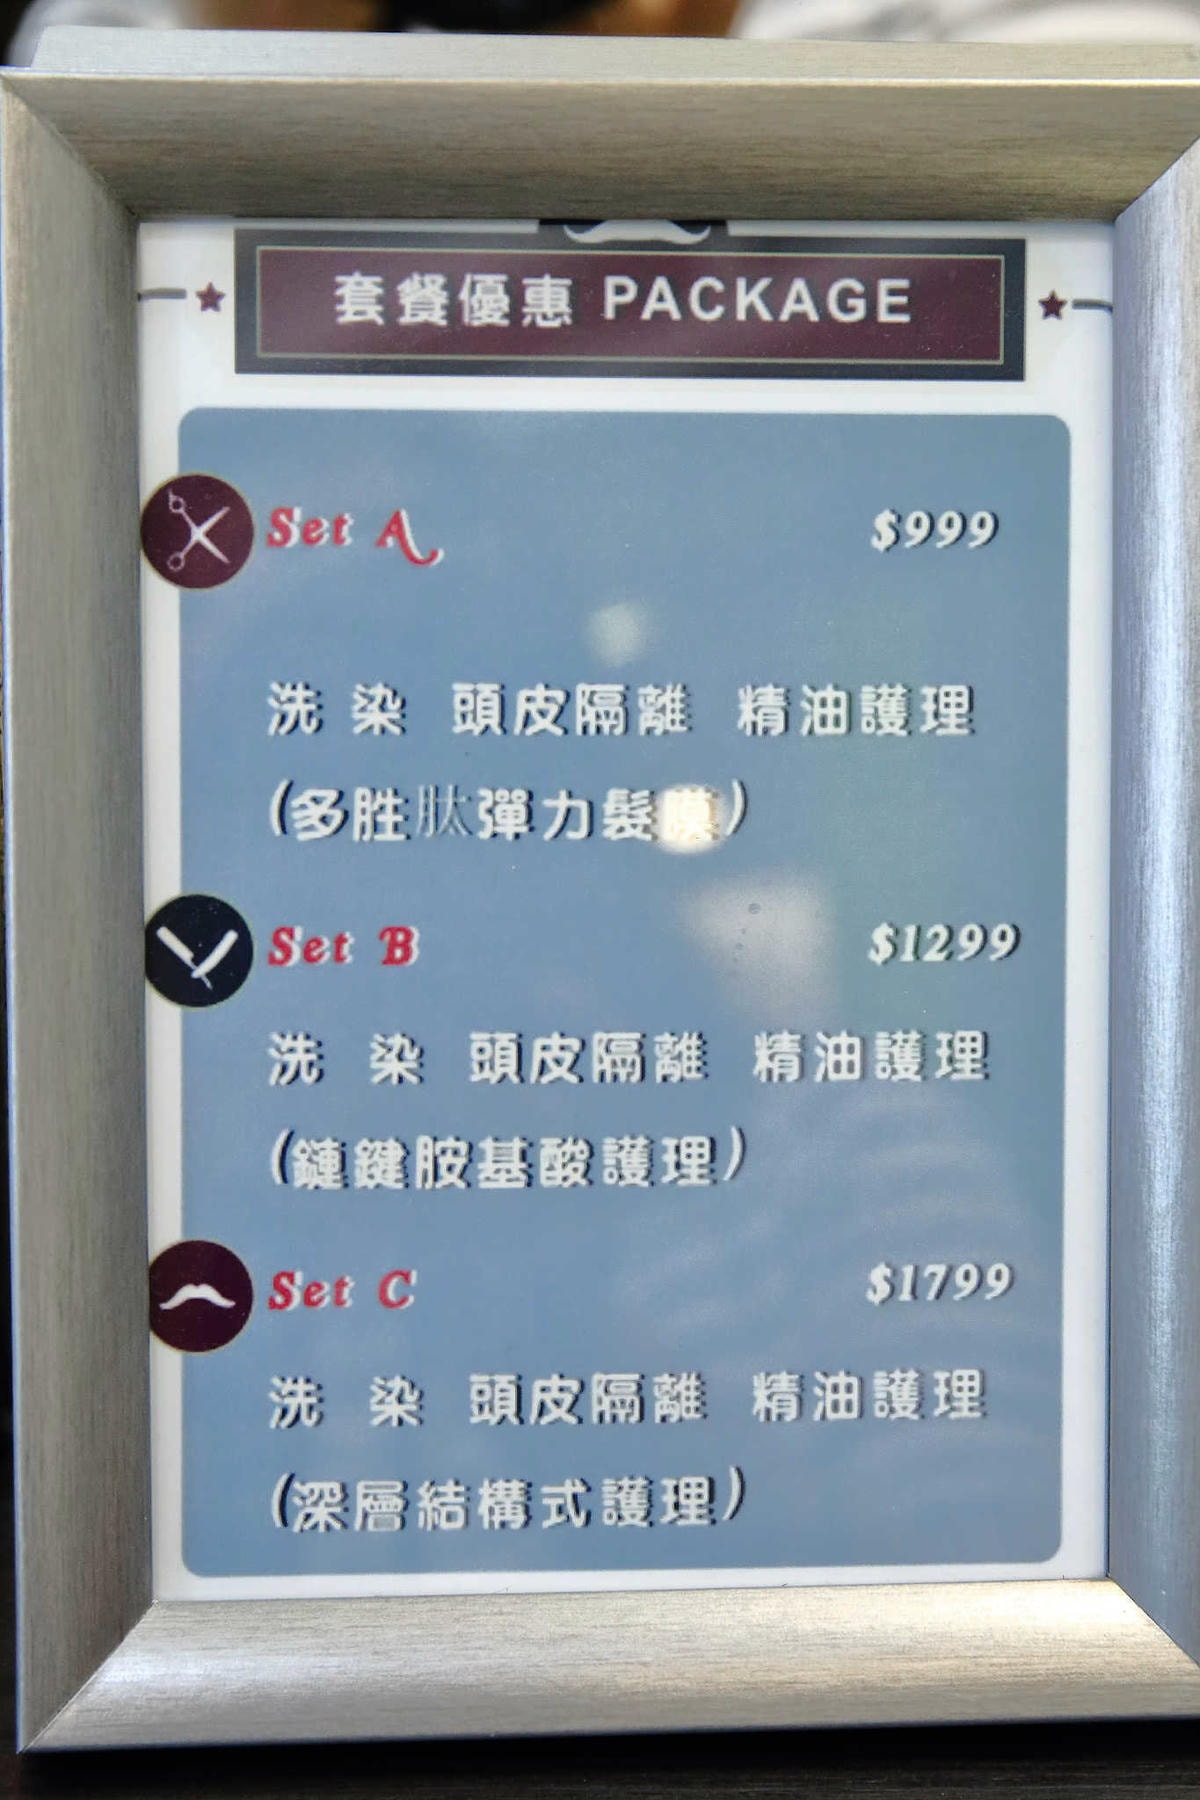 套餐優惠 PACKAGE
Set A $999
洗 染 頭皮隔離 精油護理
(多胜肽彈力髮膜)
Set B $1299
洗 染 頭皮隔離 精油護理
(鏈鍵胺基酸護理)
Set C $1799
洗 染 頭皮隔離 精油護理
(深層結構式護理)